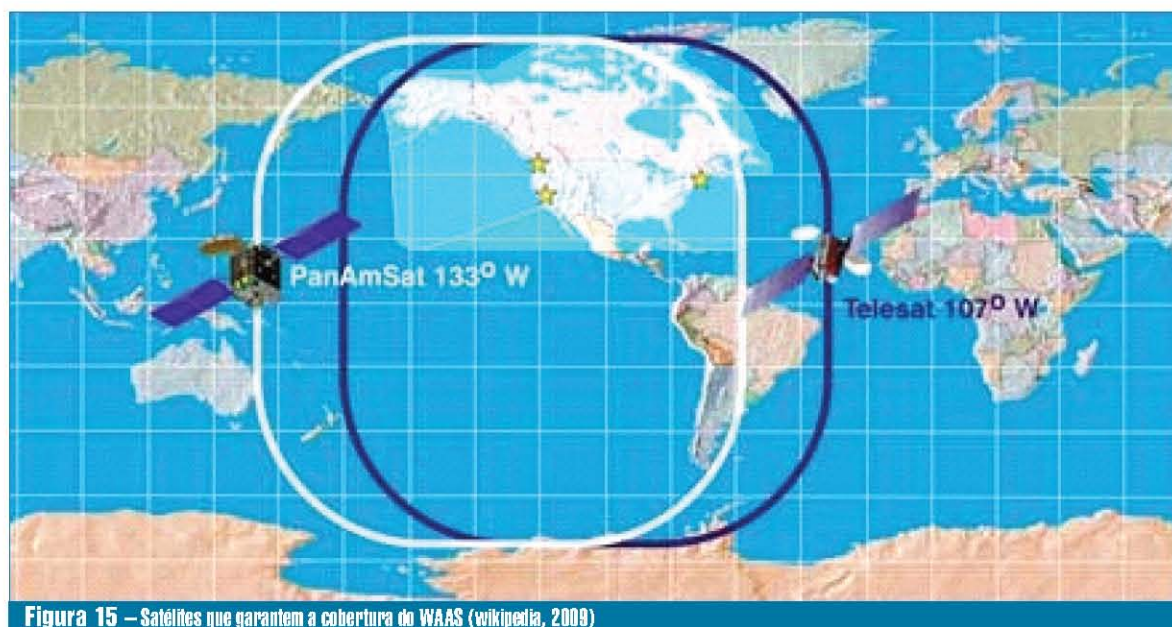 PanAmSat 133º W
Telesat 107º W
Figura 15 – Satélites que garantem a cobertura do WAAS (wikipedia, 2009)